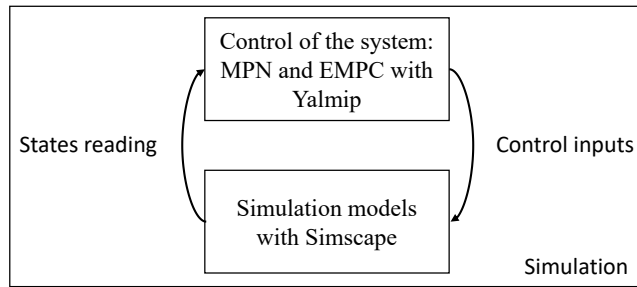 Control of the system:
MPN and EMPC with
Yalmip
States reading
Control inputs
Simulation models
with Simscape
Simulation